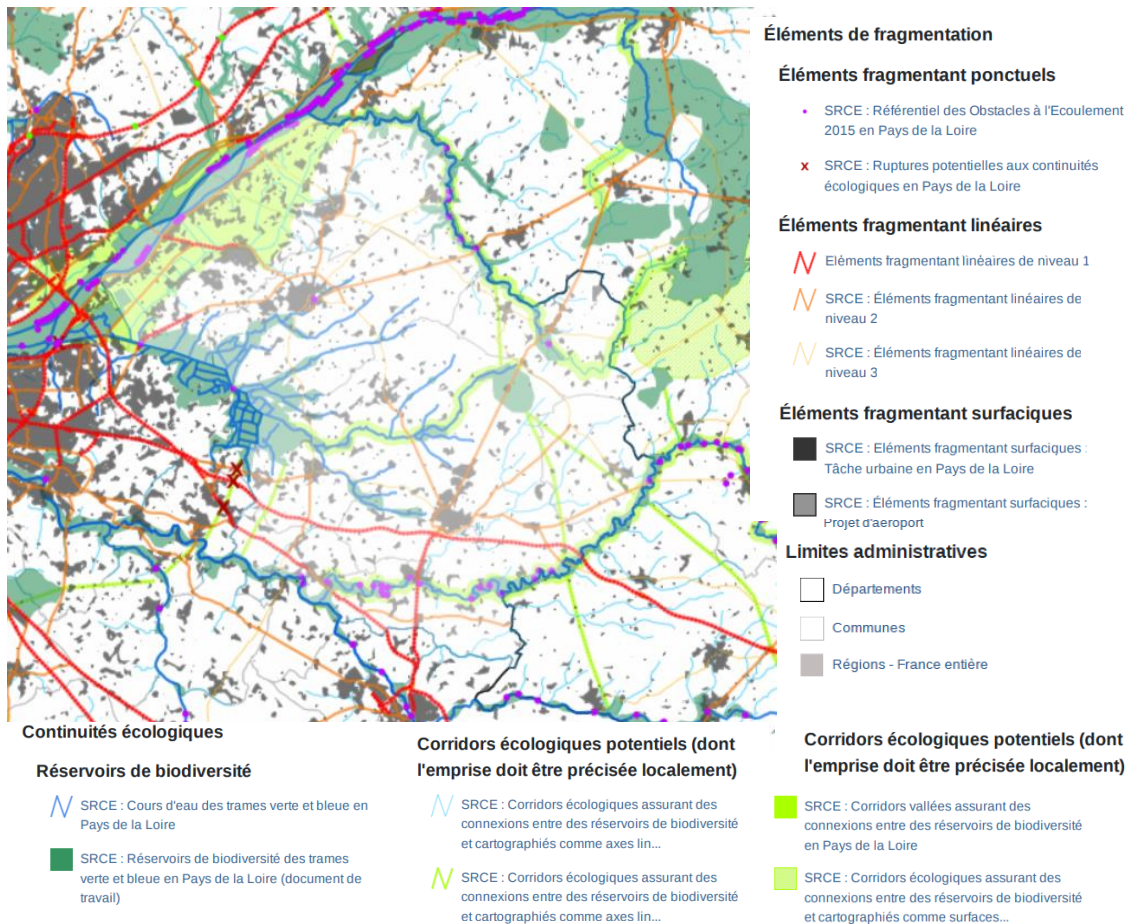 Éléments de fragmentation
Éléments fragmentant ponctuels
SRCE : Référentiel des Obstacles à l'Ecoulement
2015 en Pays de la Loire
x SRCE : Ruptures potentielles aux continuités
écologiques en Pays de la Loire
Éléments fragmentant linéaires
Eléments fragmentant linéaires de niveau 1
SRCE : Éléments fragmentant linéaires de
niveau 2
SRCE : Éléments fragmentant linéaires de
niveau 3
Éléments fragmentant surfaciques
SRCE : Eléments fragmentant surfaciques :
Tâche urbaine en Pays de la Loire
SRCE : Éléments fragmentant surfaciques :
Projet d'aeroport
Limites administratives
Départements
Communes
Régions - France entière
Continuités écologiques
Réservoirs de biodiversité
SRCE : Cours d'eau des trames verte et bleue en
Pays de la Loire
SRCE : Réservoirs de biodiversité des trames
verte et bleue en Pays de la Loire (document de
travail)
Corridors écologiques potentiels (dont
l'emprise doit être précisée localement)
SRCE : Corridors écologiques assurant des
connexions entre des réservoirs de biodiversité
et cartographiés comme axes lin...
SRCE : Corridors écologiques assurant des
connexions entre des réservoirs de biodiversité
et cartographiés comme axes lin...
Corridors écologiques potentiels (dont
l'emprise doit être précisée localement)
SRCE : Corridors vallées assurant des
connexions entre des réservoirs de biodiversité
en Pays de la Loire
SRCE : Corridors écologiques assurant des
connexions entre des réservoirs de biodiversité
et cartographiés comme surfaces...